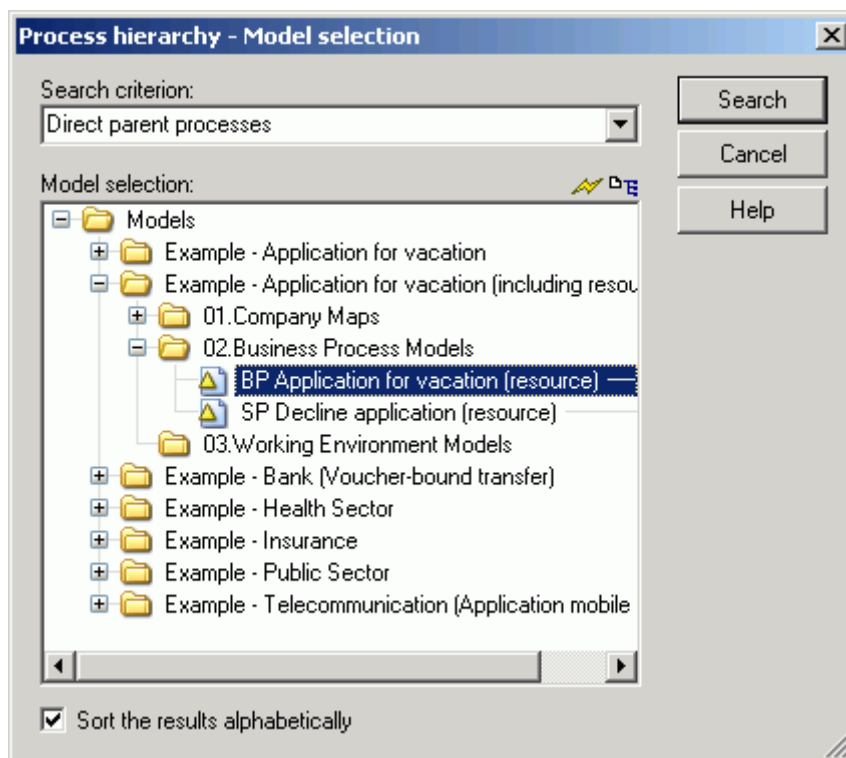 Process hierarchy - Model selection
Search criterion:
Direct parent processes
Search
Cancel
Help
Model selection:
Models
Example - Application for vacation
Example - Application for vacation (including resou
01.Company Maps
02.Business Process Models
BP Application for vacation (resource)
SP Decline application (resource)
03.Working Environment Models
Example - Bank (Voucher-bound transfer)
Example - Health Sector
Example - Insurance
Example - Public Sector
Example - Telecommunication (Application mobile
Sort the results alphabetically